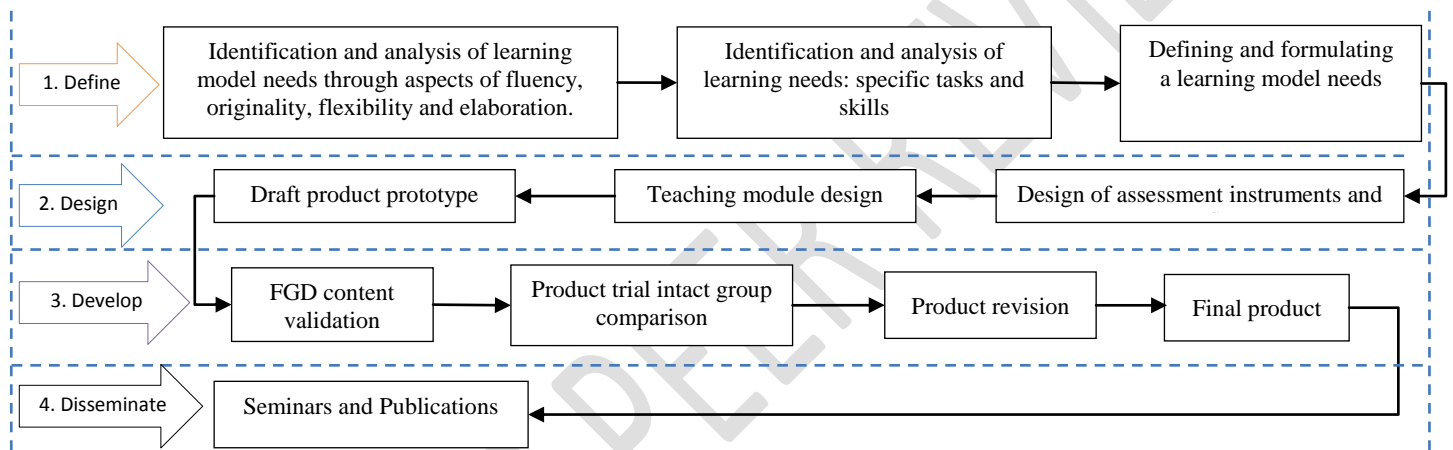 1. Define
Identification and analysis of learning
model needs through aspects of fluency,
originality, flexibility and elaboration.
Identification and analysis of
learning needs: specific tasks and
skills
Defining and formulating
a learning model needs
2. Design
Draft product prototype
Teaching module design
Design of assessment instruments and
3. Develop
FGD content
validation
Product trial intact group
comparison
Product revision
Final product
4. Disseminate
Seminars and Publications